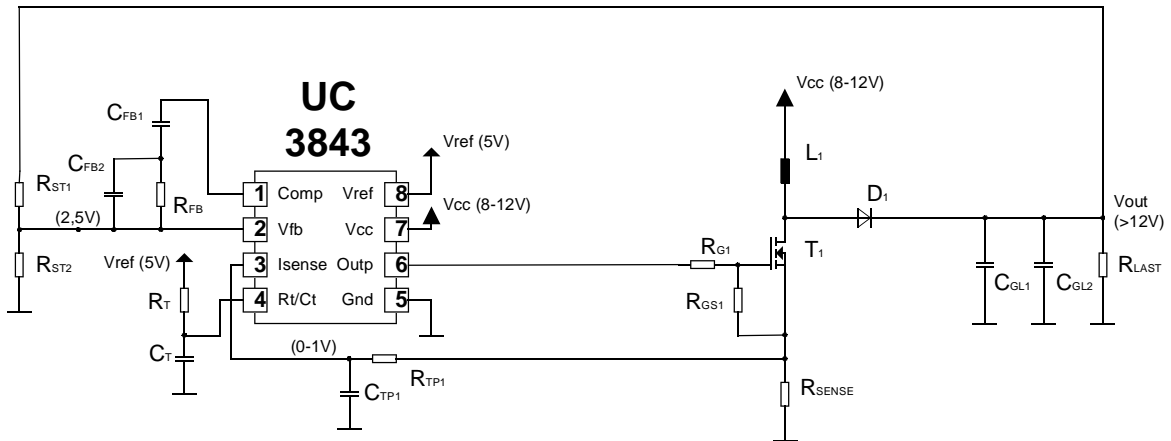 UC
3843
Vcc (8-12V)
CFB1
Vref (5V)
L1
CFB2
RST1
RFB
1 Comp Vref 8
D1
Vout
(>12V)
(2,5V)
2 Vfb Vcc 7
Vcc (8-12V)
RST2
Vref (5V)
3 Isense Outp 6
RG1
T1
RLAST
RT
4 Rt/Ct Gnd 5
RGS1
CGL1
CGL2
(0-1V)
CT
RTP1
CTP1
RSENSE